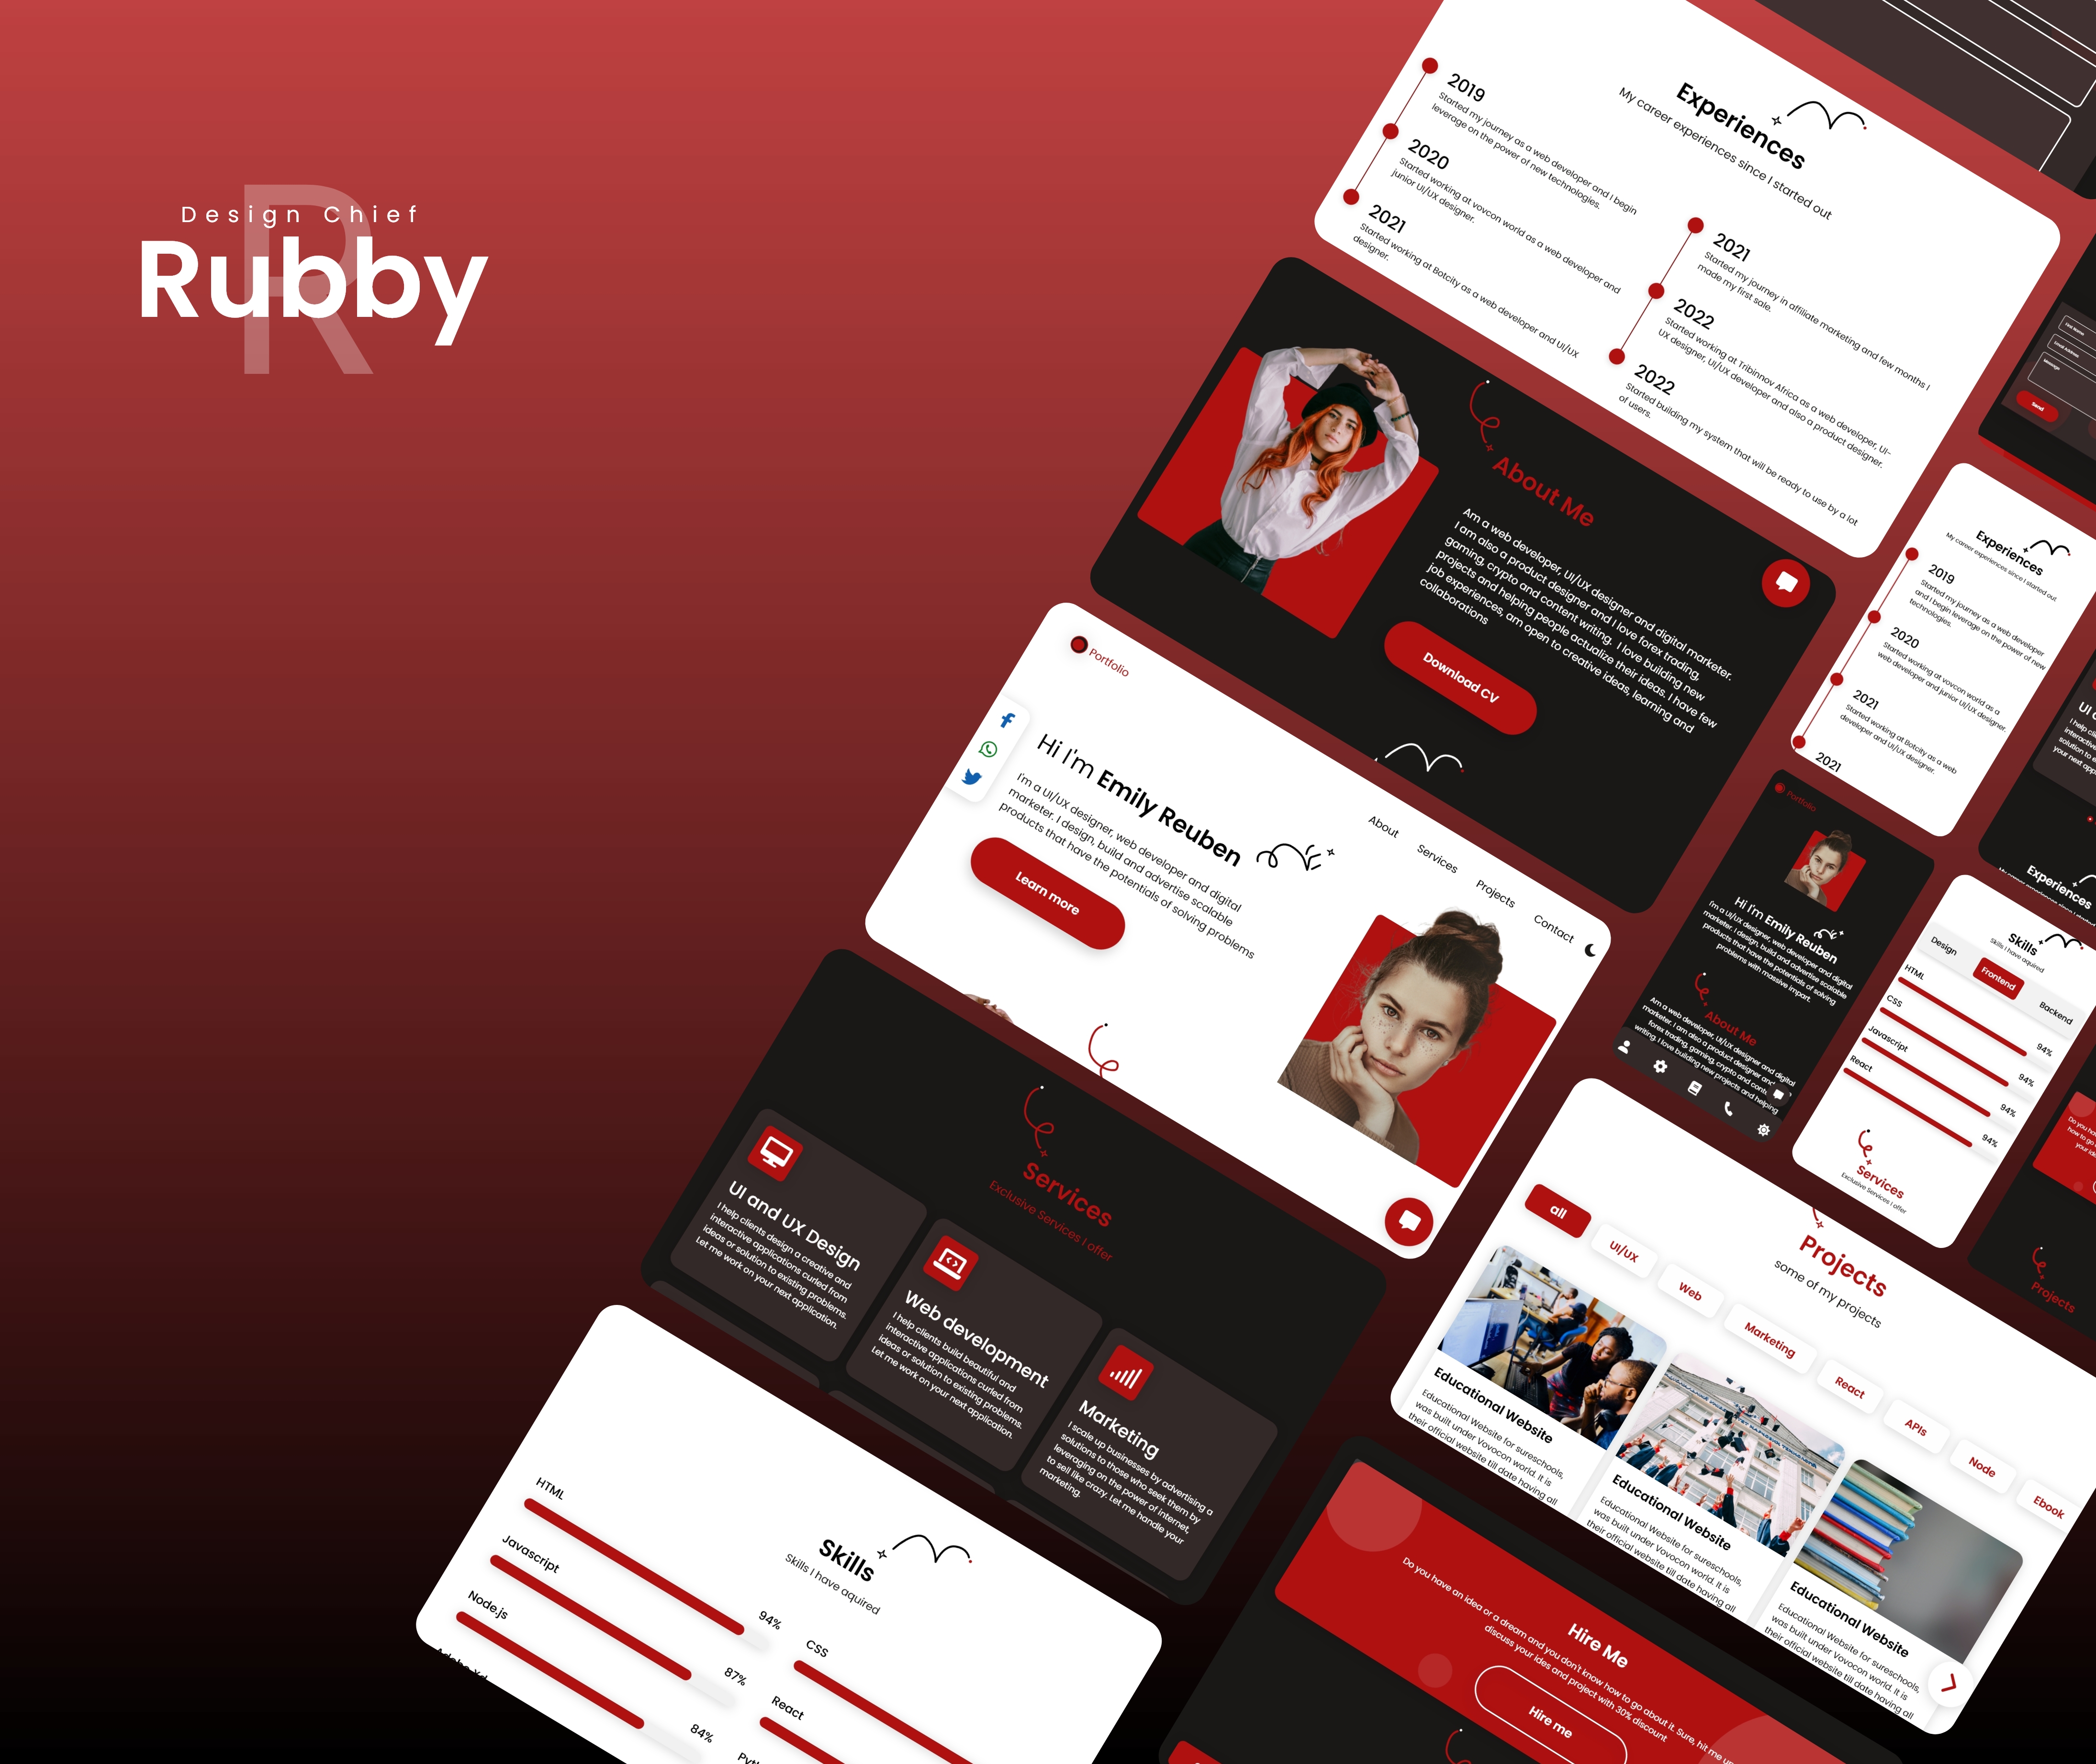 Design Chief
R
Rubby
Experiences
My career experiences since I started out
2019
Started my journey as a web developer and I begin
leverage on the power of new technologies.
2020
Started working at vovcon world as a web developer and
junior UI/UX designer.
2021
Started working at Botcity as a web developer and UI/UX
designer.
2021
Started my journey in affiliate marketing and few months I
made my first sale.
2022
Started working at Tribinnov Africa as a web developer, UI-
UX designer, UI/UX developer and also a product designer.
2022
Started building my system that will be ready to use by a lot
of users.
About Me
Am a web developer, UI/UX designer and digital marketer.
I am also a product designer and I love forex trading,
gaming, crypto and content writing. I love building new
projects and helping people actualize their ideas. I have few
job experiences, am open to creative ideas, learning and
collaborations
Download CV
Portfolio
About
Services
Projects
Contact
Hi I'm Emily Reuben
I'm a UI/UX designer, web developer and digital
marketer. I design, build and advertise scalable
products that have the potentials of solving problems
Learn more
Services
Exclusive Services I offer
UI and UX Design
I help clients design a creative and
interactive applications curled from
ideas or solution to existing problems.
Let me work on your next application.
Web development
I help clients build beautiful and
interactive applications curled from
ideas or solution to existing problems.
Let me work on your next application.
Marketing
I scale up businesses by advertising a
solutions to those who seek them by
leveraging on the power of internet
to sell like crazy. Let me handle your
marketing.
Skills
Skills I have aquired
HTML
94%
Javascript
87%
Node.js
84%
CSS
React
First Name
Email Address
Message
Send
Experiences
My career experiences since I started out
2019
Started my journey as a web developer
and I begin leverage on the power of new
technologies.
2020
Started working at vovcon world as a
web developer and junior UI/UX designer.
2021
Started working at Botcity as a web
developer and UI/UX designer.
2021
Portfolio
Hi I'm Emily Reuben
I'm a UI/UX designer, web developer and digital
marketer. I design, build and advertise scalable
products that have the potentials of solving
problems with massive impart.
About Me
Am a web developer, UI/UX designer and digital
marketer. I am also a product designer and
forex trading, gaming, crypto and
writing. I love building new projects and helping
I help
interactive
solution to
your next
Experiences
Skills
Skills I have aquired
Design
Frontend
Backend
HTML
94%
CSS
94%
Javascript
94%
React
94%
Services
Exclusive Services I offer
Do you
how to go
Projects
Projects
some of my projects
all
UI/UX
Web
Marketing
React
APIs
Node
Ebook
Educational Website
Educational Website for sureschools,
was built under Vovocon world. It is
their official website till date having all
Educational Website
Educational Website for sureschools,
was built under Vovocon world. It is
their official website till date having all
Educational Website
Educational Website for sureschools,
was built under Vovocon world. It is
their official website till date having all
Hire Me
Do you have an idea or a dream and you don't know how to go about it. Sure, hit me
discuss your ides and project with 30% discount
Hire me